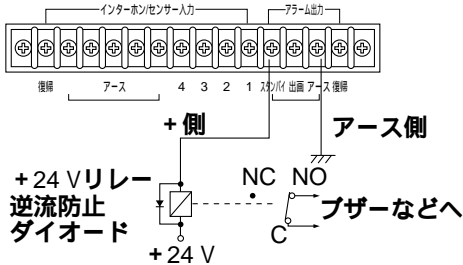 インターホン/センサー入力 アラーム出力
復帰 アース 4 3 2 1 スタンバイ 出画 アース 復帰
+側 アース側
+24 Vリレー
逆流防止
ダイオード
NC NO
ブザーなどへ
C
+24 V